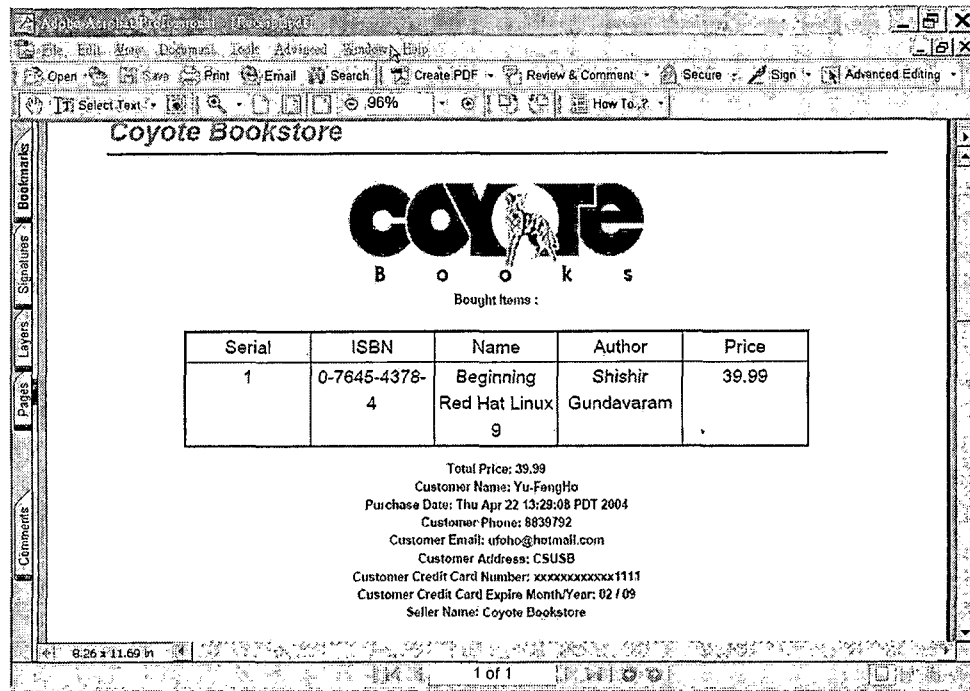 Adobe Acrobat Professional - [Receipt.pdf]
File Edit View Document Tools Advanced Window Help
Open Save Print Email Search Create PDF Review & Comment Secure Sign Advanced Editing
Select Text 96% How To..?
Bookmarks
Signatures
Layers
Pages
Comments
Coyote Bookstore
COYOTE
Books
Bought Items :
Serial ISBN Name Author Price
1 0-7645-4378- Beginning Shishir 39.99
4 Red Hat Linux Gundavaram
9
Total Price: 39.99
Customer Name: Yu-FengHo
Purchase Date: Thu Apr 22 13:29:08 PDT 2004
Customer Phone: 8839792
Customer Email: ufoho@hotmail.com
Customer Address: CSUSB
Customer Credit Card Number: xxxxxxxxxxxx1111
Customer Credit Card Expire Month/Year: 02 / 09
Seller Name: Coyote Bookstore
8.26 x 11.69 in
1 of 1